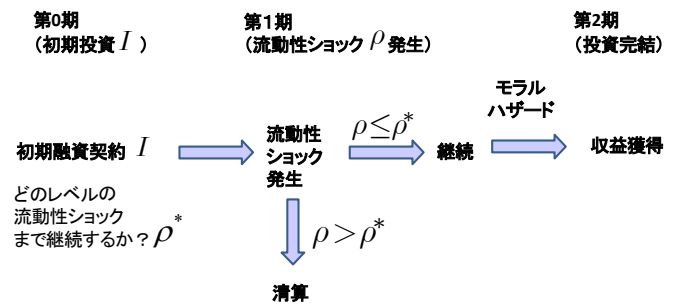 第0期
(初期投資 I )
第1期
(流動性ショック ρ 発生)
第2期
(投資完結)
初期融資契約 I
流動性
ショック
発生
ρ≤ρ*
継続
モラル
ハザード
収益獲得
どのレベルの
流動性ショック
まで継続するか？ρ*
ρ>ρ*
清算